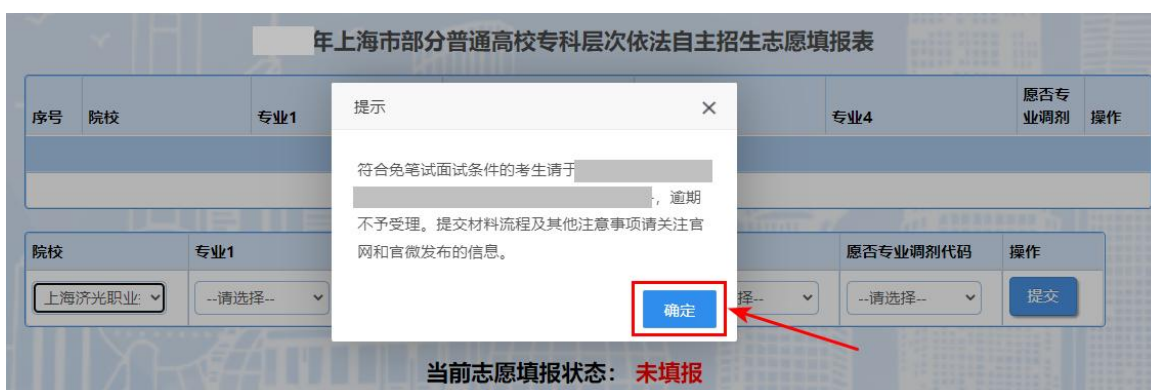 年上海市部分普通高校专科层次依法自主招生志愿填报表
序号 院校 专业1 专业4 愿否专业调剂 操作
提示 ×
符合免笔试面试条件的考生请于
，逾期
不予受理。提交材料流程及其他注意事项请关注官
网和官微发布的信息。
确定
院校 专业1 愿否专业调剂代码 操作
上海济光职业 --请选择-- 择-- --请选择-- 提交
当前志愿填报状态： 未填报